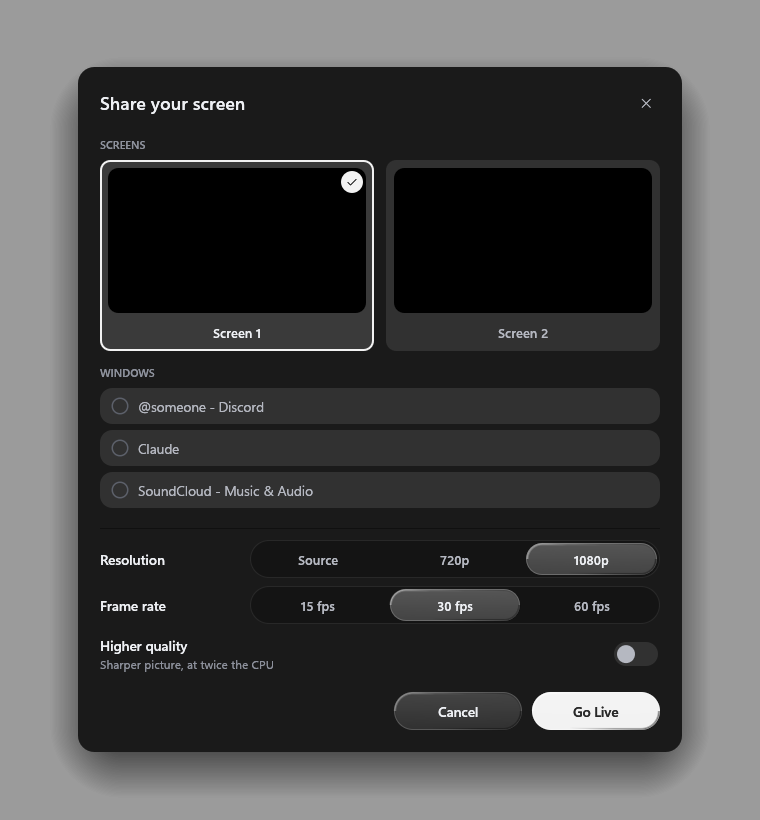 Share your screen
SCREENS
Screen 1
Screen 2
WINDOWS
@someone - Discord
Claude
SoundCloud - Music & Audio
Resolution
Source
720p
1080p
Frame rate
15 fps
30 fps
60 fps
Higher quality
Sharper picture, at twice the CPU
Cancel
Go Live